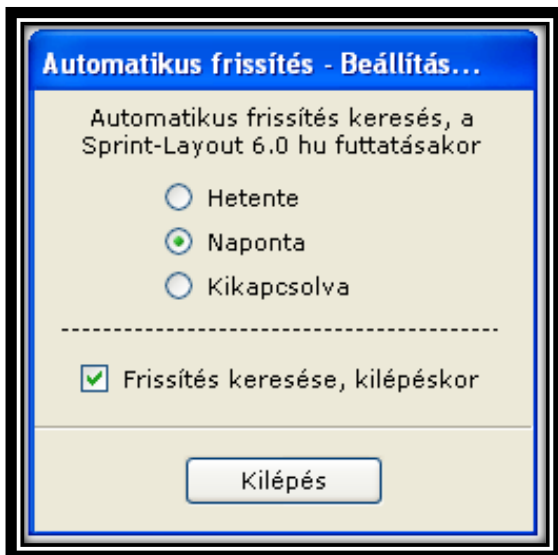 Automatikus frissítés - Beállítás...
Automatikus frissítés keresés, a
Sprint-Layout 6.0 hu futtatásakor
Hetente
Naponta
Kikapcsolva
Frissítés keresése, kilépéskor
Kilépés